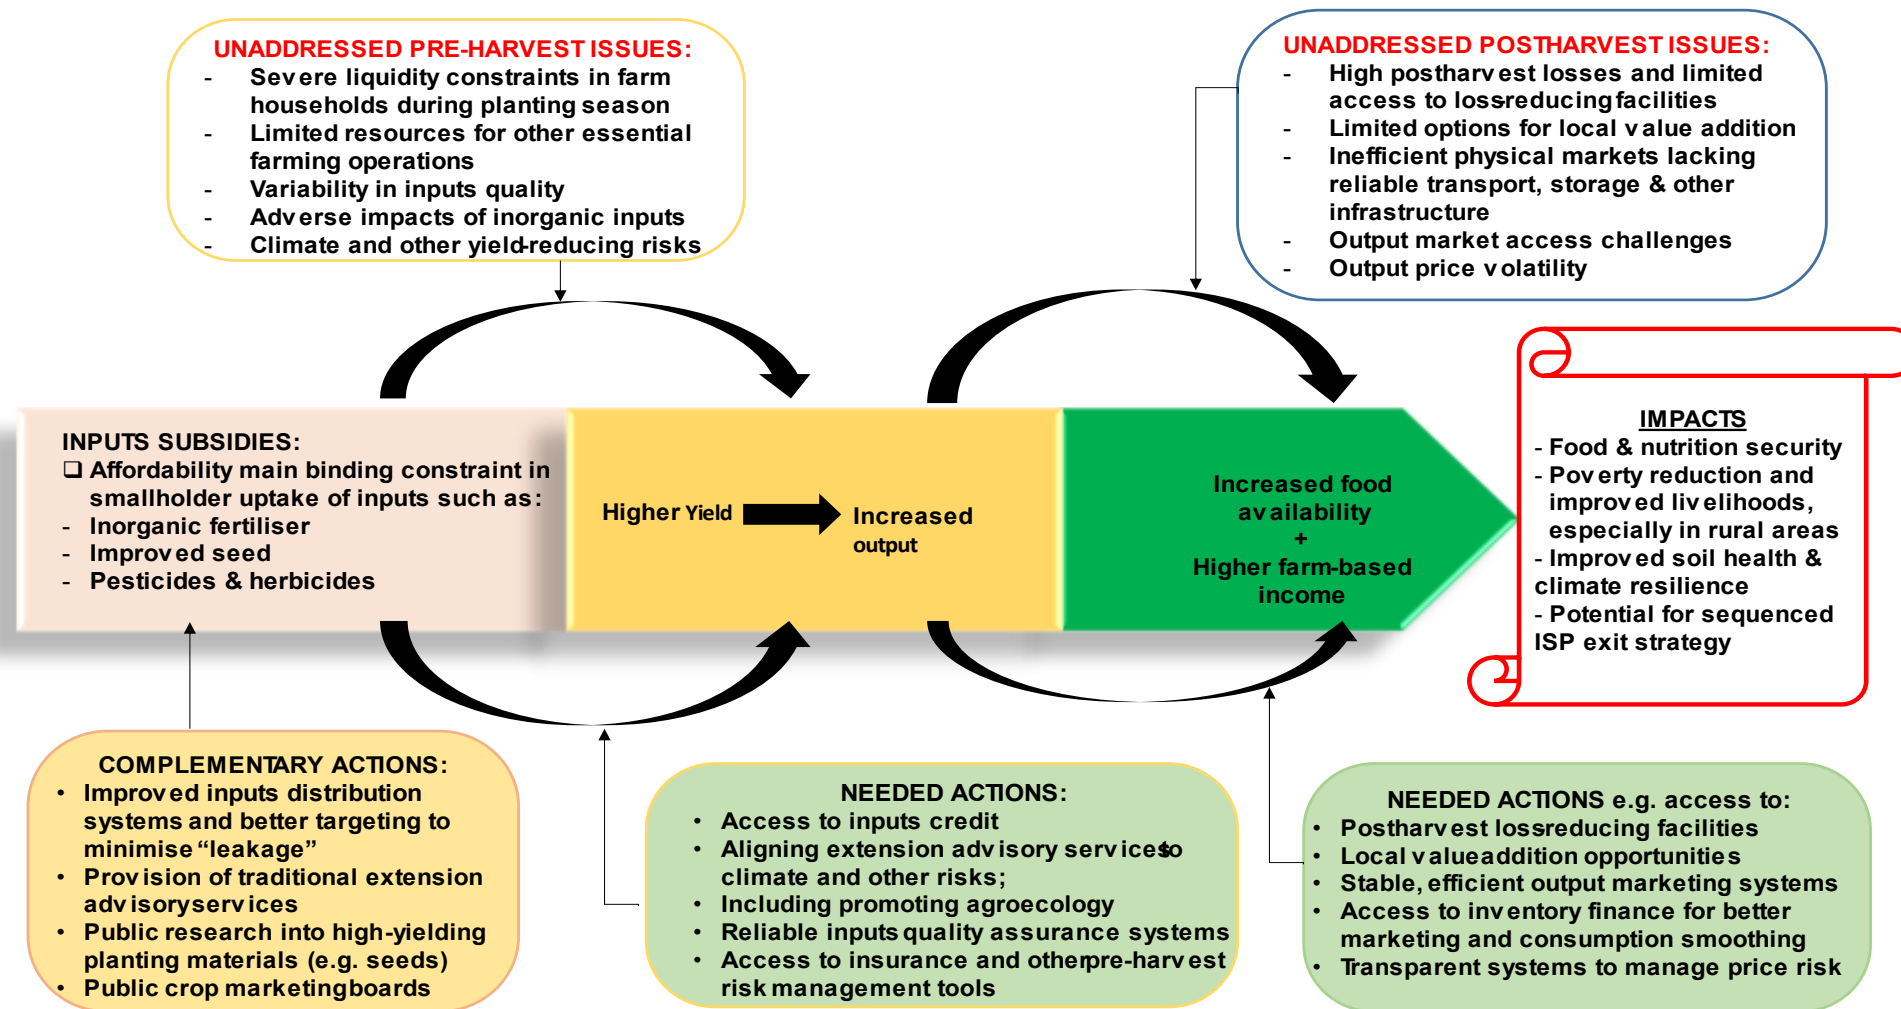 UNADDRESSED PRE-HARVEST ISSUES:
- Severe liquidity constraints in farm
households during planting season
- Limited resources for other essential
farming operations
- Variability in inputs quality
- Adverse impacts of inorganic inputs
- Climate and other yield-reducing risks
UNADDRESSED POSTHARVEST ISSUES:
- High postharvest losses and limited
access to loss-reducing facilities
- Limited options for local value addition
- Inefficient physical markets lacking
reliable transport, storage & other
infrastructure
- Output market access challenges
- Output price volatility
INPUTS SUBSIDIES:
❑ Affordability main binding constraint in
smallholder uptake of inputs such as:
- Inorganic fertiliser
- Improved seed
- Pesticides & herbicides
Higher Yield
Increased
output
Increased food
availability
+
Higher farm-based
income
IMPACTS
- Food & nutrition security
- Poverty reduction and
improved livelihoods,
especially in rural areas
- Improved soil health &
climate resilience
- Potential for sequenced
ISP exit strategy
COMPLEMENTARY ACTIONS:
• Improved inputs distribution
systems and better targeting to
minimise “leakage”
• Provision of traditional extension
advisory services
• Public research into high-yielding
planting materials (e.g. seeds)
• Public crop marketing boards
NEEDED ACTIONS:
• Access to inputs credit
• Aligning extension advisory services to
climate and other risks;
• Including promoting agroecology
• Reliable inputs quality assurance systems
• Access to insurance and other pre-harvest
risk management tools
NEEDED ACTIONS e.g. access to:
• Postharvest loss reducing facilities
• Local value addition opportunities
• Stable, efficient output marketing systems
• Access to inventory finance for better
marketing and consumption smoothing
• Transparent systems to manage price risk